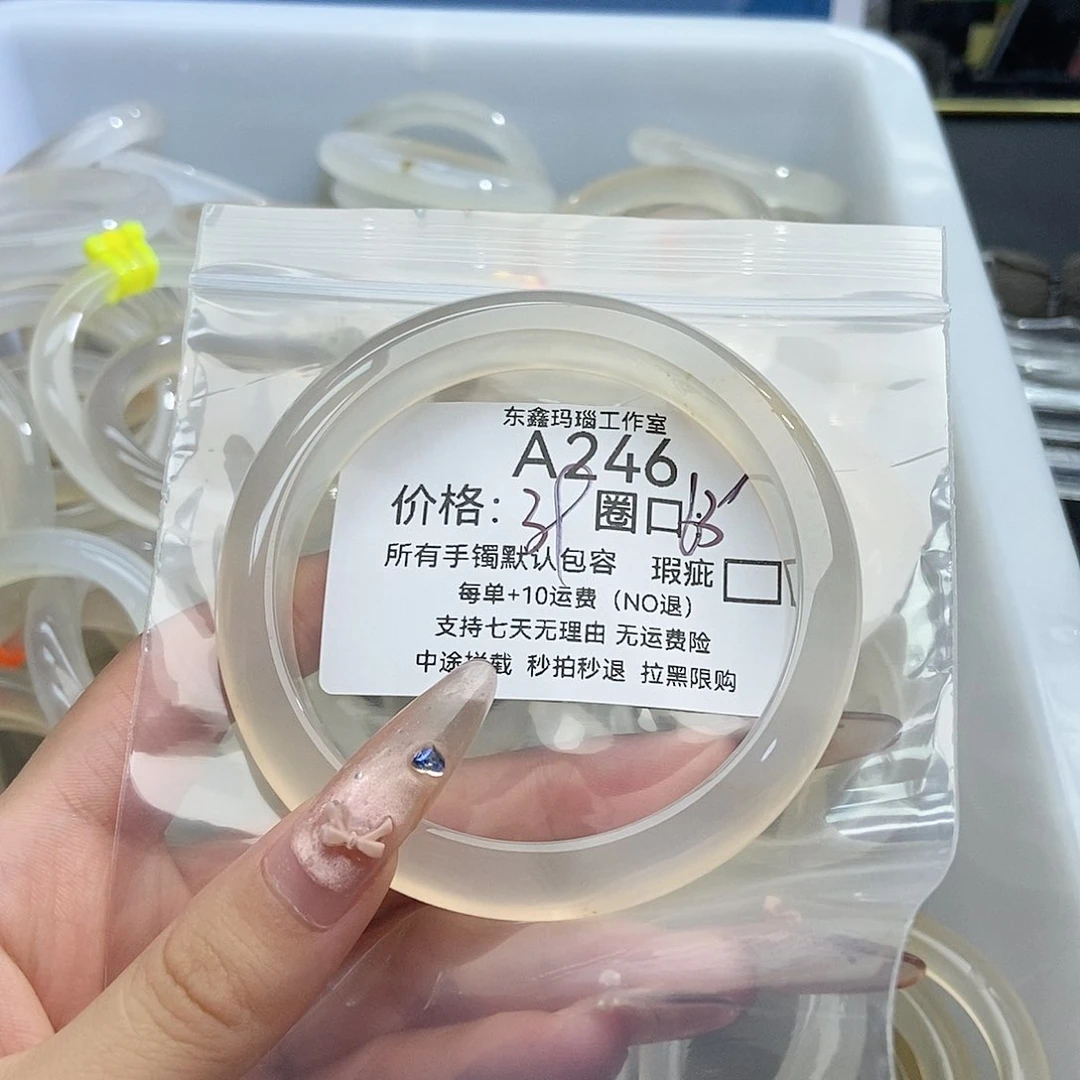 东鑫玛瑙工作室
A246
价格: 圈口:
所有手镯默认包容 瑕疵
每单+10运费（NO退）
支持七天无理由 无运费险
中途拦截 秒拍秒退 拉黑限购